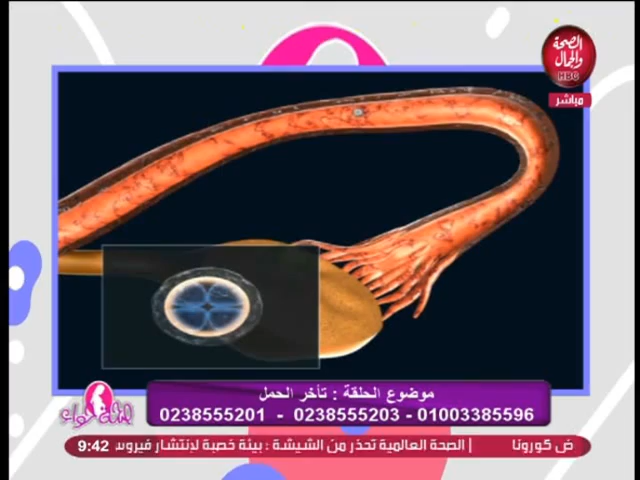 الصحة
والجمال
HBC
مباشر
موضوع الحلقة : تأخر الحمل
0238555201 - 0238555203 - 01003385596
9:42
ض كورونا | الصحة العالمية تحذر من الشيشة : بيئة خصبة لإنتشار فيروس